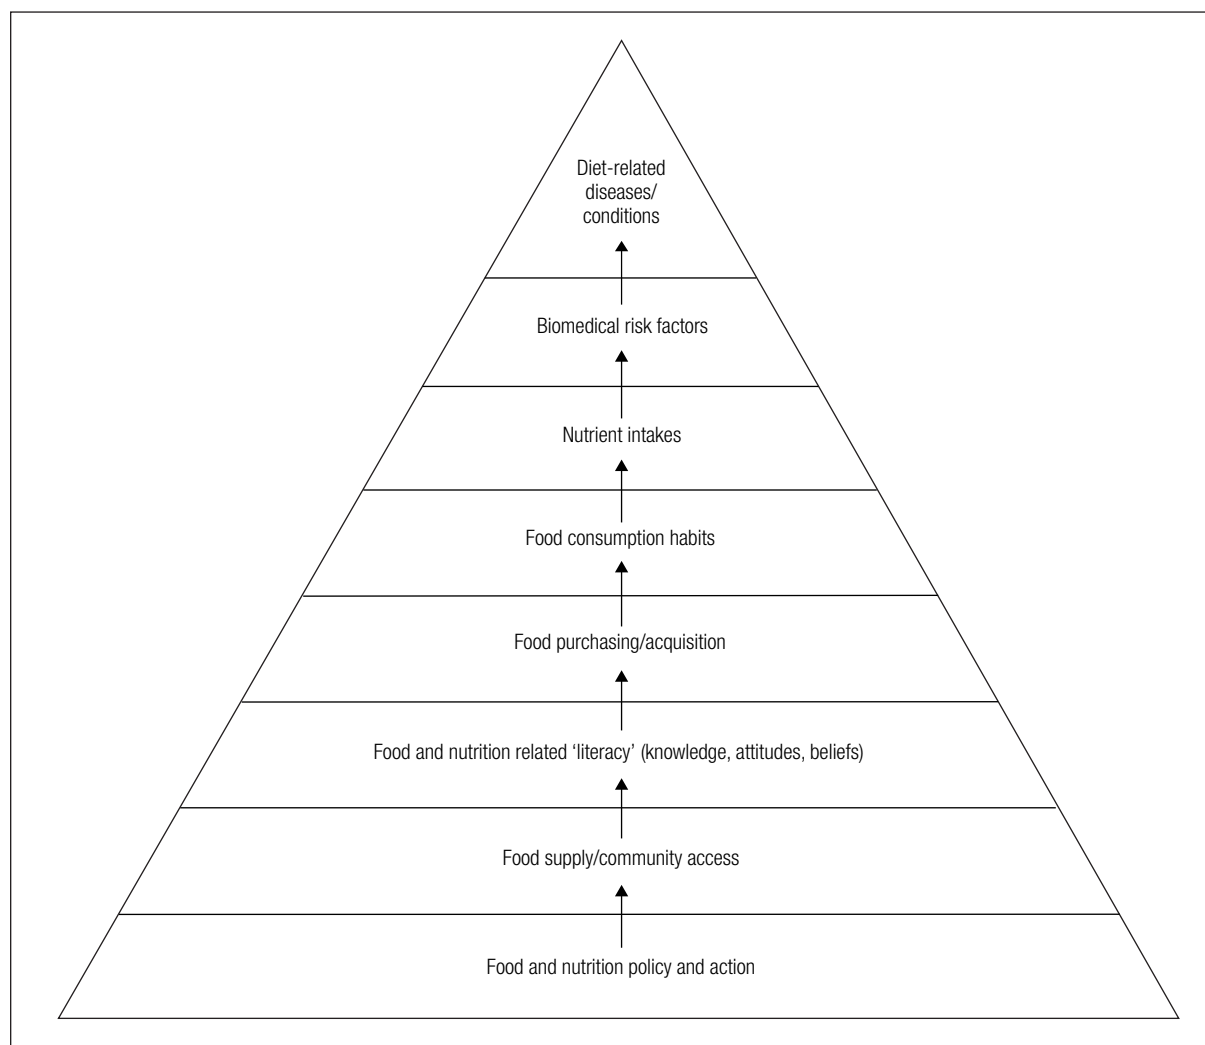 Diet-related
diseases/
conditions
Biomedical risk factors
Nutrient intakes
Food consumption habits
Food purchasing/acquisition
Food and nutrition related ‘literacy’ (knowledge, attitudes, beliefs)
Food supply/community access
Food and nutrition policy and action